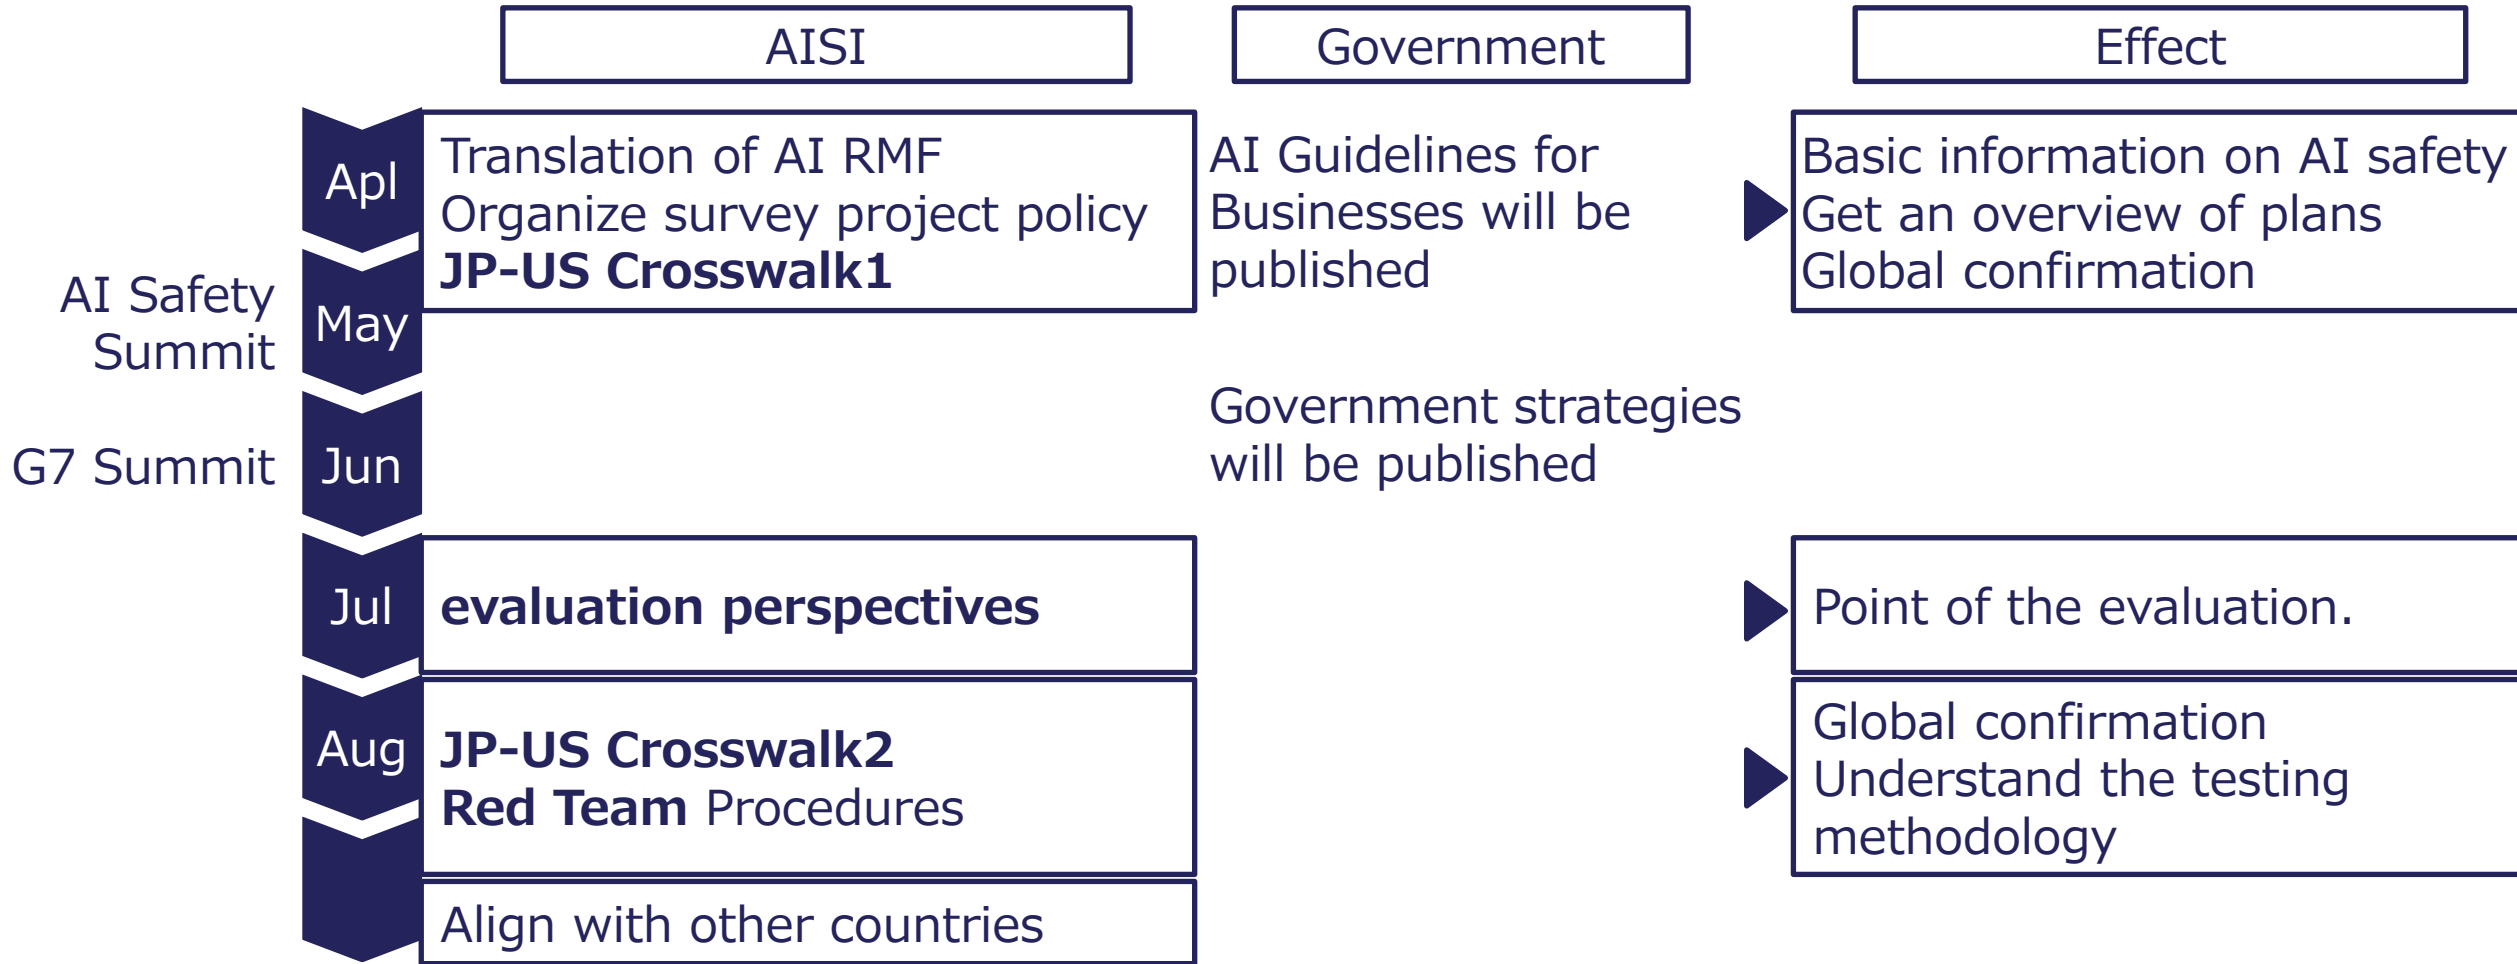 AISI
Government
Effect
Apl
Translation of AI RMF
Organize survey project policy
JP-US Crosswalk1
AI Guidelines for
Businesses will be
published
Basic information on AI safety
Get an overview of plans
Global confirmation
AI Safety
Summit
May
Government strategies
will be published
G7 Summit
Jun
Jul
evaluation perspectives
Point of the evaluation.
Aug
JP-US Crosswalk2
Red Team Procedures
Global confirmation
Understand the testing
methodology
Align with other countries